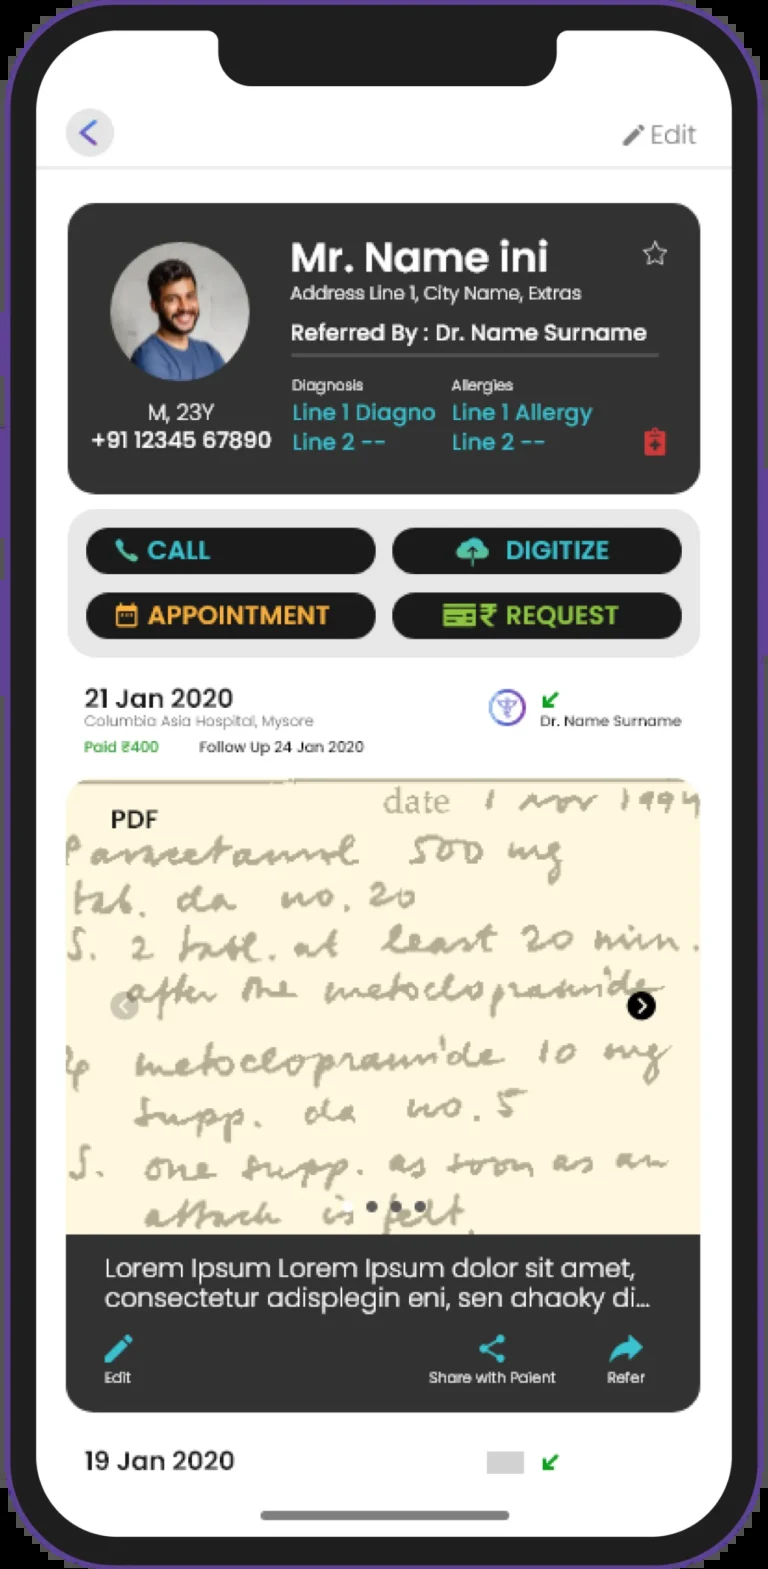 Edit
Mr. Name ini
Address Line 1, City Name, Extras
Referred By : Dr. Name Surname
M, 23Y
+91 12345 67890
Diagnosis
Line 1 Diagno
Line 2 --
Allergies
Line 1 Allergy
Line 2 --
CALL
DIGITIZE
APPOINTMENT
₹ REQUEST
21 Jan 2020
Columbia Asia Hospital, Mysore
Paid ₹400
Follow Up 24 Jan 2020
Dr. Name Surname
PDF
date 1 nov 1994
Paracetamol 500 mg
tab. da no. 20
S. 2 tabl. at least 20 min.
after the metoclopramide
metoclopramide 10 mg
supp. da no. 5
S. one supp. as soon as an
attack is felt.
Lorem Ipsum Lorem Ipsum dolor sit amet,
consectetur adisplegin eni, sen ahaoky di...
Edit
Share with Paient
Refer
19 Jan 2020